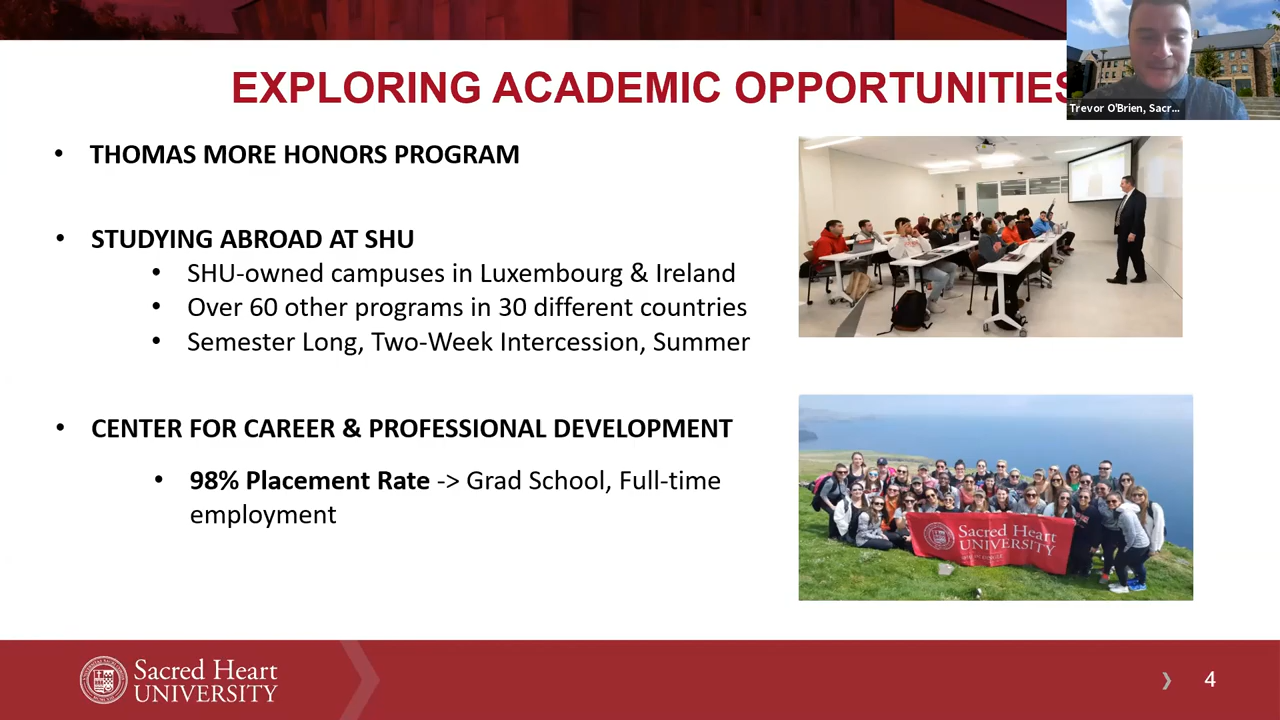 EXPLORING ACADEMIC OPPORTUNITIES
Trevor O'Brien, Sacr...
• THOMAS MORE HONORS PROGRAM
• STUDYING ABROAD AT SHU
• SHU-owned campuses in Luxembourg & Ireland
• Over 60 other programs in 30 different countries
• Semester Long, Two-Week Intercession, Summer
• CENTER FOR CAREER & PROFESSIONAL DEVELOPMENT
• 98% Placement Rate -> Grad School, Full-time
employment
Sacred Heart
UNIVERSITY
Sacred Heart
UNIVERSITY
4